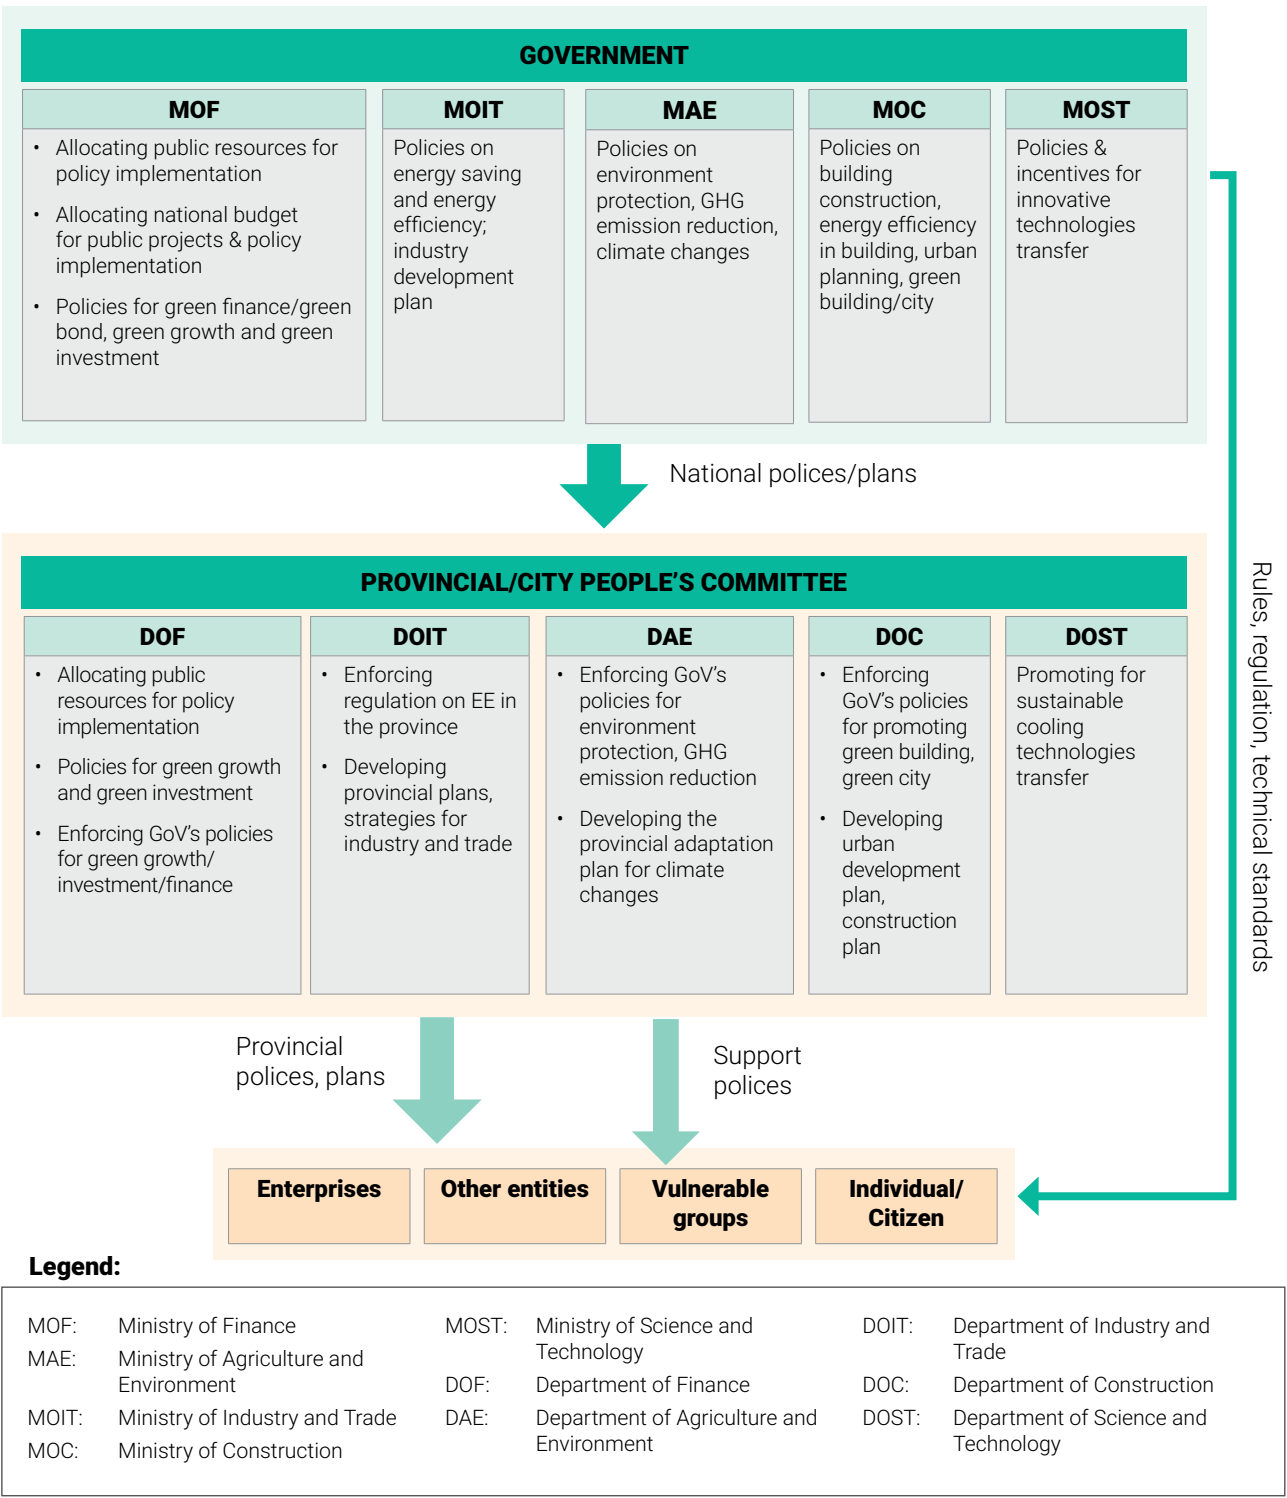 GOVERNMENT
MOF
• Allocating public resources for
policy implementation
• Allocating national budget
for public projects & policy
implementation
• Policies for green finance/green
bond, green growth and green
investment
MOIT
Policies on
energy saving
and energy
efficiency;
industry
development
plan
MAE
Policies on
environment
protection, GHG
emission reduction,
climate changes
MOC
Policies on
building
construction,
energy efficiency
in building, urban
planning, green
building/city
MOST
Policies &
incentives for
innovative
technologies
transfer
National polices/plans
Rules, regulation, technical standards
PROVINCIAL/CITY PEOPLE'S COMMITTEE
DOF
• Allocating public
resources for policy
implementation
• Policies for green growth
and green investment
• Enforcing GoV's policies
for green growth/
investment/finance
DOIT
• Enforcing
regulation on EE in
the province
• Developing
provincial plans,
strategies for
industry and trade
DAE
• Enforcing GoV's
policies for
environment
protection, GHG
emission reduction
• Developing the
provincial adaptation
plan for climate
changes
DOC
• Enforcing
GoV's policies
for promoting
green building,
green city
• Developing
urban
development
plan,
construction
plan
DOST
Promoting for
sustainable
cooling
technologies
transfer
Provincial
polices, plans
Support
polices
Enterprises
Other entities
Vulnerable
groups
Individual/
Citizen
Legend:
MOF: Ministry of Finance
MAE: Ministry of Agriculture and
Environment
MOIT: Ministry of Industry and Trade
MOC: Ministry of Construction
MOST: Ministry of Science and
Technology
DOF: Department of Finance
DAE: Department of Agriculture and
Environment
DOIT: Department of Industry and
Trade
DOC: Department of Construction
DOST: Department of Science and
Technology